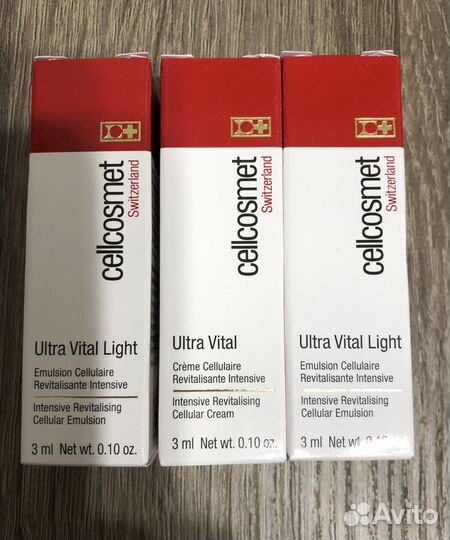 cellcosmet
Switzerland
Ultra Vital Light
Emulsion Cellulaire
Revitalisante Intensive
Intensive Revitalising
Cellular Emulsion
3 ml Net wt. 0.10 oz.
cellcosmet
Switzerland
Ultra Vital
Crème Cellulaire
Revitalisante Intensive
Intensive Revitalising
Cellular Cream
3 ml Net wt. 0.10 oz.
cellcosmet
Switzerland
Ultra Vital Light
Emulsion Cellulaire
Revitalisante Intensive
Intensive Revitalising
Cellular Emulsion
3 ml Net wt.
Avito